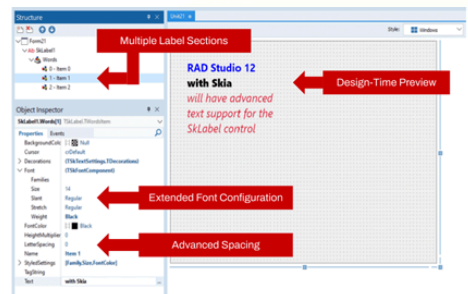 Structure
Unit21
Style:
Windows
Form21
SkLabel1
Words
0 - Item 0
1 - Item 1
2 - Item 2
Multiple Label Sections
RAD Studio 12
with Skia
will have advanced
text support for the
SkLabel control
Design-Time Preview
Object Inspector
SkLabel1.Words[1] TSkLabel.TWordsItem
Properties Events
BackgroundColor Null
Cursor crDefault
Decorations (TSkTextSettings.TDecorations)
Font (TSkFontComponent)
Families
Size 14
Slant Regular
Stretch Regular
Weight Black
FontColor Black
HeightMultiplier 0
LetterSpacing 0
Name Item 1
StyledSettings [Family,Size,FontColor]
TagString
Text with Skia
Extended Font Configuration
Advanced Spacing